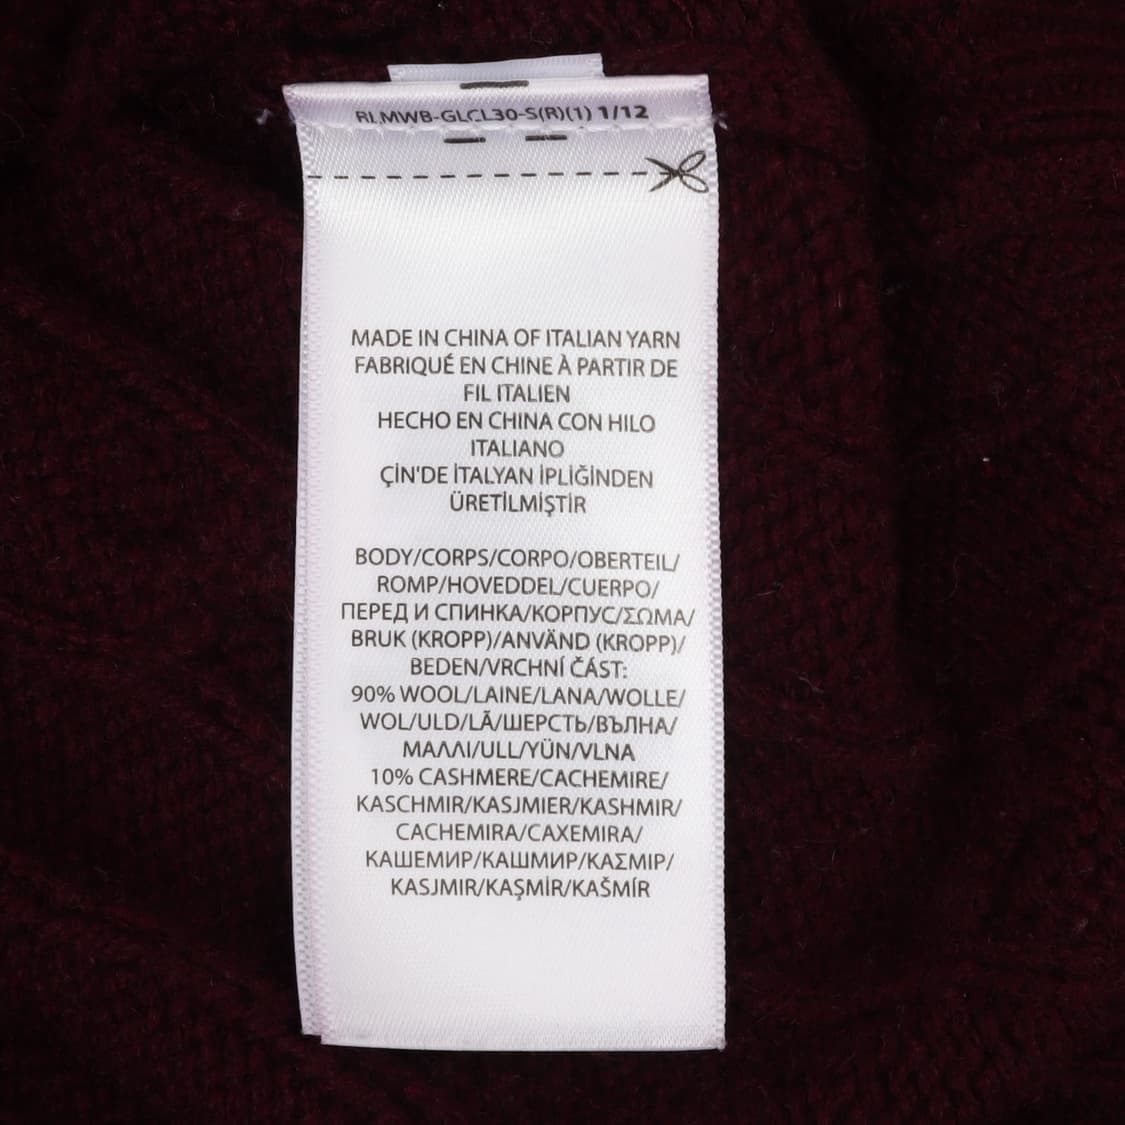 RLMWB-GLCL30-S(R)(1) 1/12
MADE IN CHINA OF ITALIAN YARN
FABRIQUÉ EN CHINE À PARTIR DE
FIL ITALIEN
HECHO EN CHINA CON HILO
ITALIANO
ÇİN'DE İTALYAN İPLİĞİNDEN
ÜRETİLMİŞTİR
BODY/CORPS/CORPO/OBERTEIL/
ROMP/HOVEDDEL/CUERPO/
ПЕРЕД И СПИНКА/КОРПУС/ΣΩΜΑ/
BRUK (KROPP)/ANVÄND (KROPP)/
BEDEN/VRCHNÍ ČÁST:
90% WOOL/LAINE/LANA/WOLLE/
WOL/ULD/LÃ/ШЕРСТЬ/ВЪЛНА/
ΜΑΛΛΙ/ULL/YÜN/VLNA
10% CASHMERE/CACHEMIRE/
KASCHMIR/KASJMIER/KASHMIR/
CACHEMIRA/CAXEMIRA/
КАШЕМИР/КАШМИР/ΚΑΣΜΙΡ/
KASJMIR/KAŞMİR/KAŠMÍR